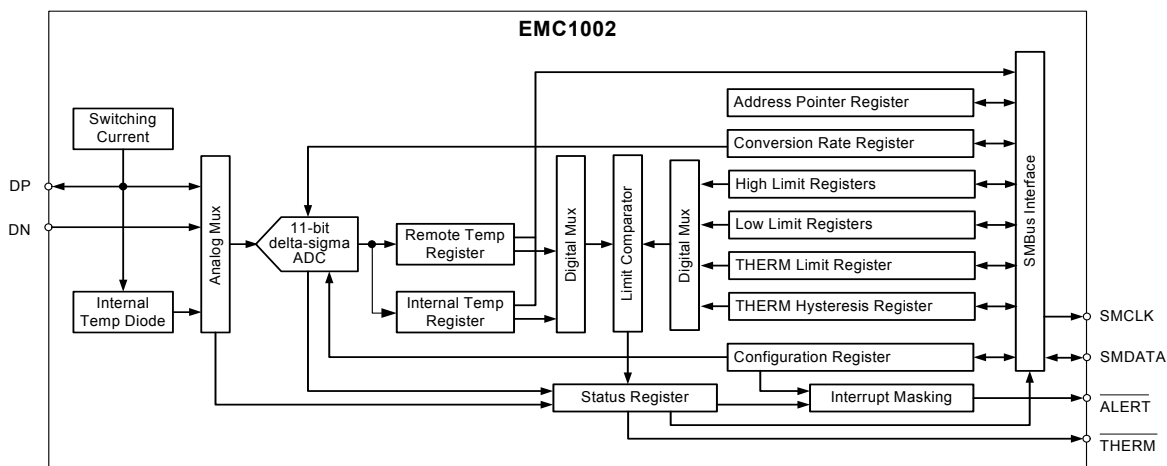 EMC1002
Switching
Current
DP
DN
Analog Mux
Internal
Temp Diode
11-bit
delta-sigma
ADC
Remote Temp
Register
Internal Temp
Register
Digital Mux
Limit Comparator
Digital Mux
Address Pointer Register
Conversion Rate Register
High Limit Registers
Low Limit Registers
THERM Limit Register
THERM Hysteresis Register
Configuration Register
Status Register
Interrupt Masking
SMBus Interface
SMCLK
SMDATA
ALERT
THERM